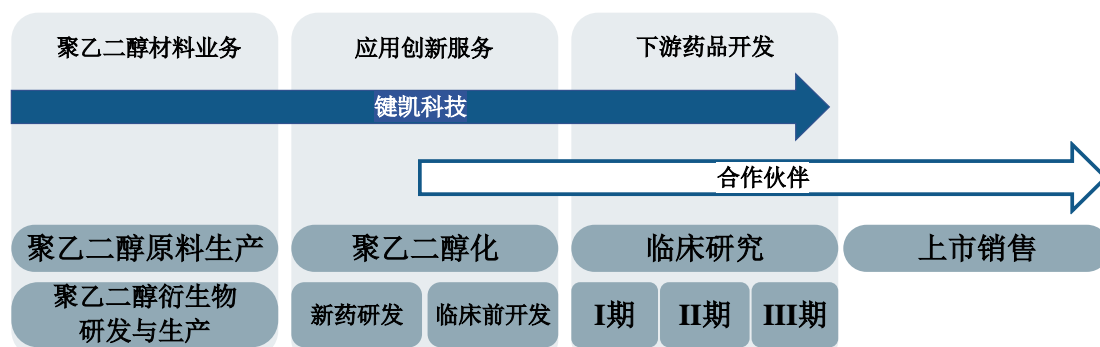 聚乙二醇材料业务
应用创新服务
下游药品开发
键凯科技
合作伙伴
聚乙二醇原料生产
聚乙二醇化
临床研究
上市销售
聚乙二醇衍生物
研发与生产
新药研发
临床前开发
I期
II期
III期